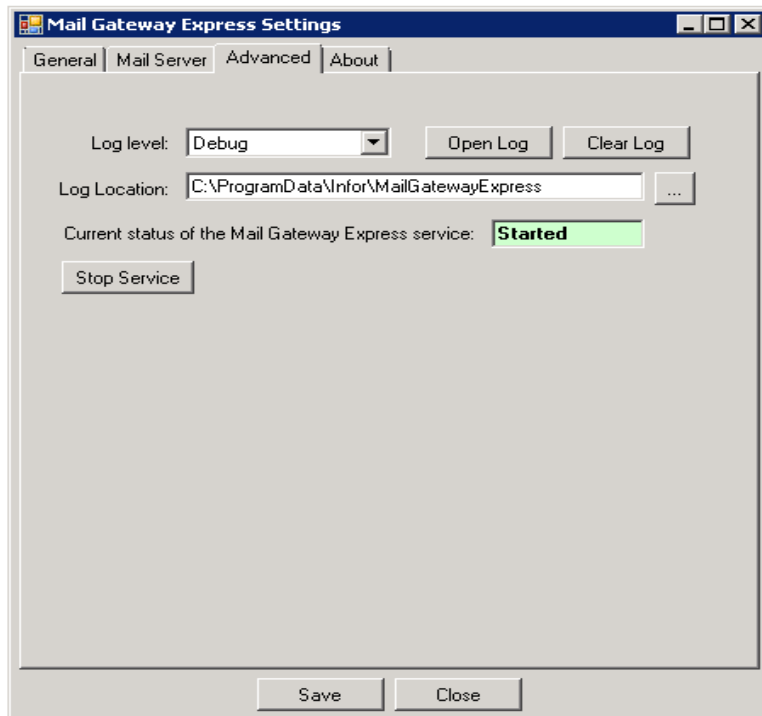 Mail Gateway Express Settings
General Mail Server Advanced About
Log level: Debug Open Log Clear Log
Log Location: C:\ProgramData\Infor\MailGatewayExpress ...
Current status of the Mail Gateway Express service: Started
Stop Service
Save Close